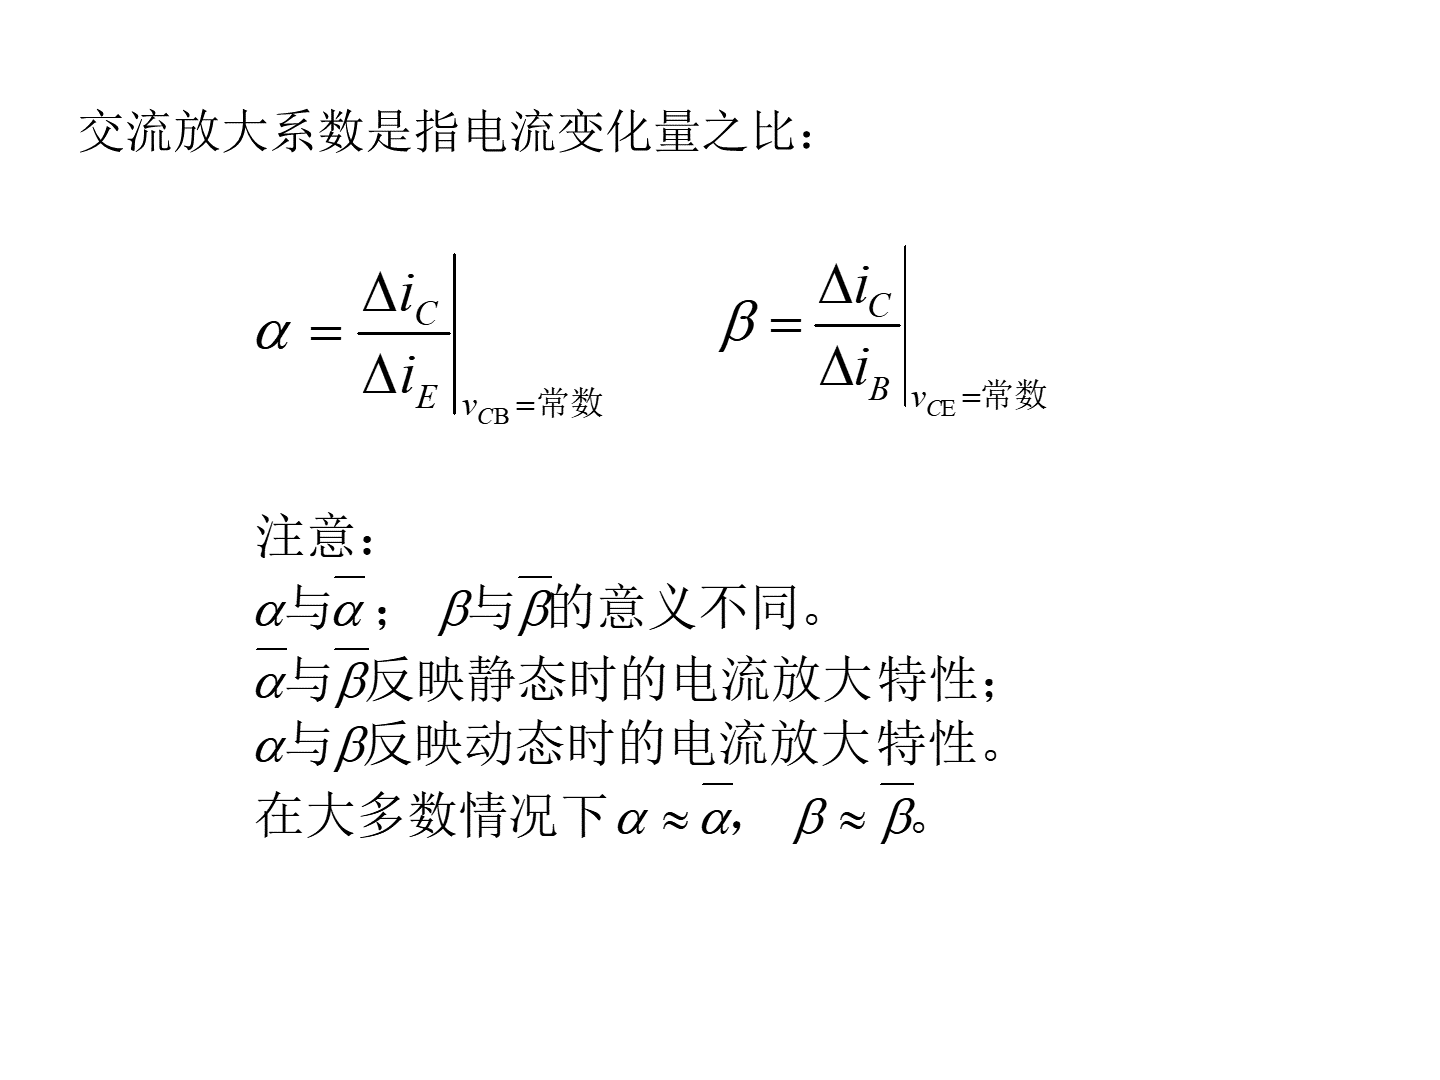 交流放大系数是指电流变化量之比：
α = Δi_C / Δi_E |_{v_CB=常数}    β = Δi_C / Δi_B |_{v_CE=常数}
注意：
α与α̅； β与β̅的意义不同。
α̅与β̅反映静态时的电流放大特性；
α与β反映动态时的电流放大特性。
在大多数情况下α ≈ α̅， β ≈ β̅。